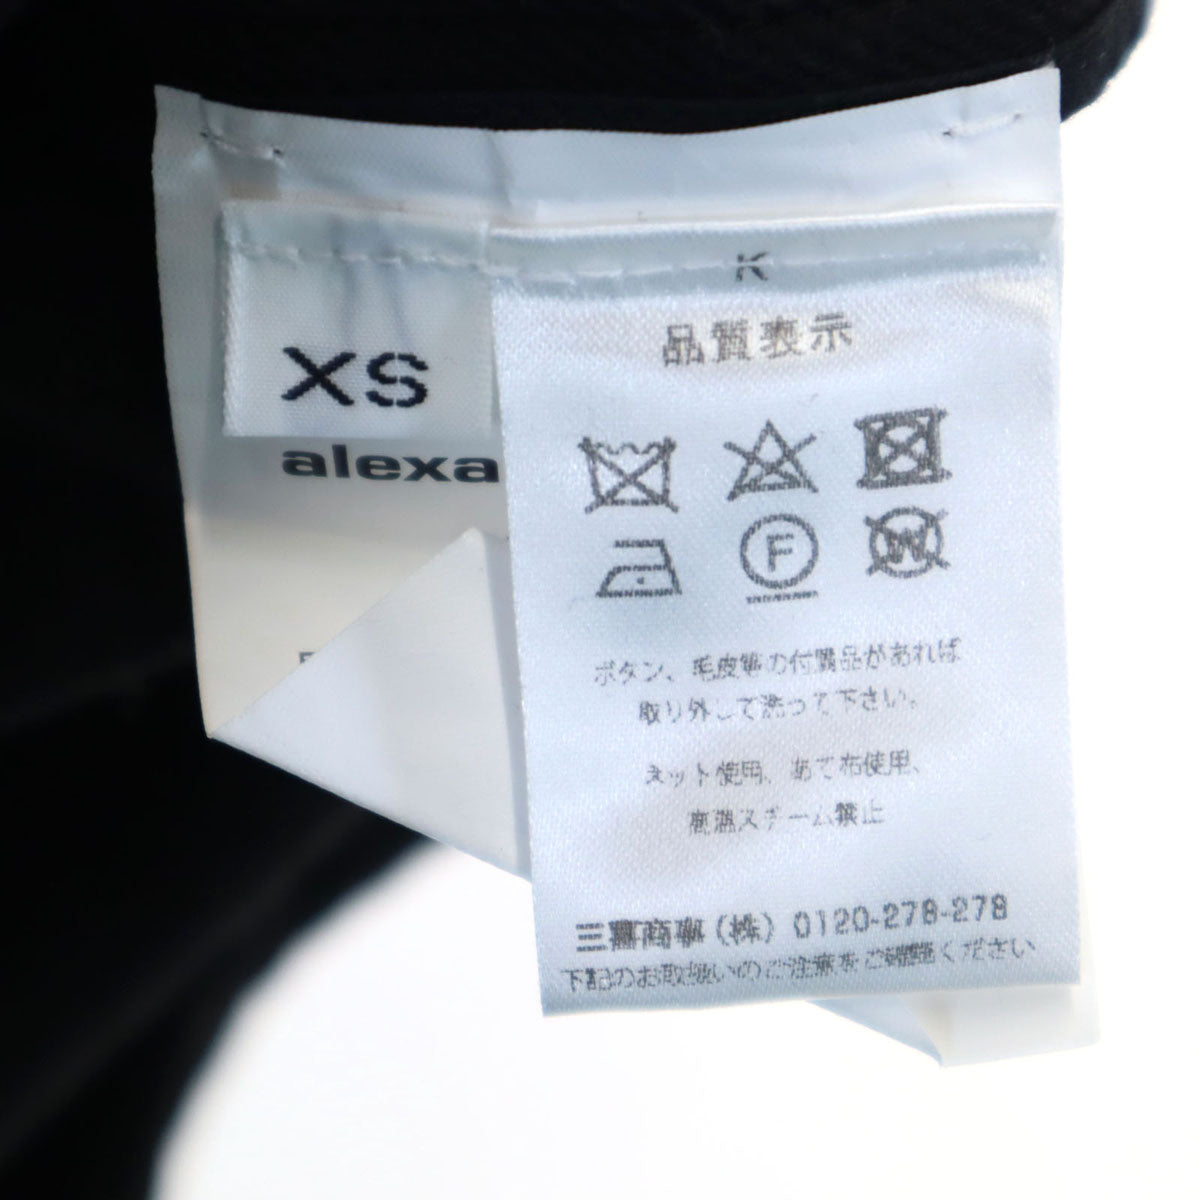 K
品質表示
XS
alexa
F
W
ボタン、毛皮等の付属品があれば
取り外して洗って下さい。
ネット使用、あて布使用、
高温スチーム禁止
三喜商事（株）0120-278-278
下記のお取扱いのご注意をご確認ください